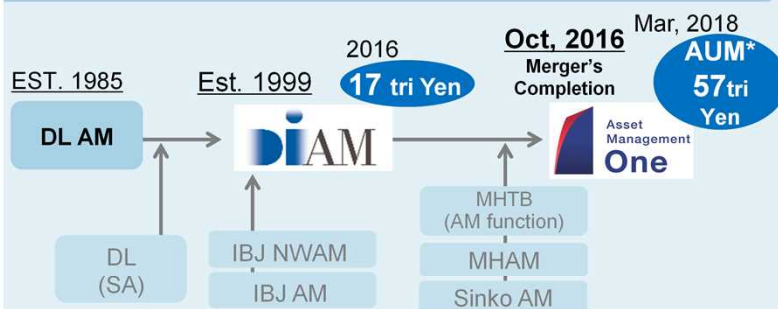 EST. 1985
DL AM
Est. 1999
DIAM
2016
17 tri Yen
Oct, 2016
Merger's
Completion
Mar, 2018
AUM*
57tri
Yen
Asset
Management
One
DL
(SA)
IBJ NWAM
IBJ AM
MHTB
(AM function)
MHAM
Sinko AM